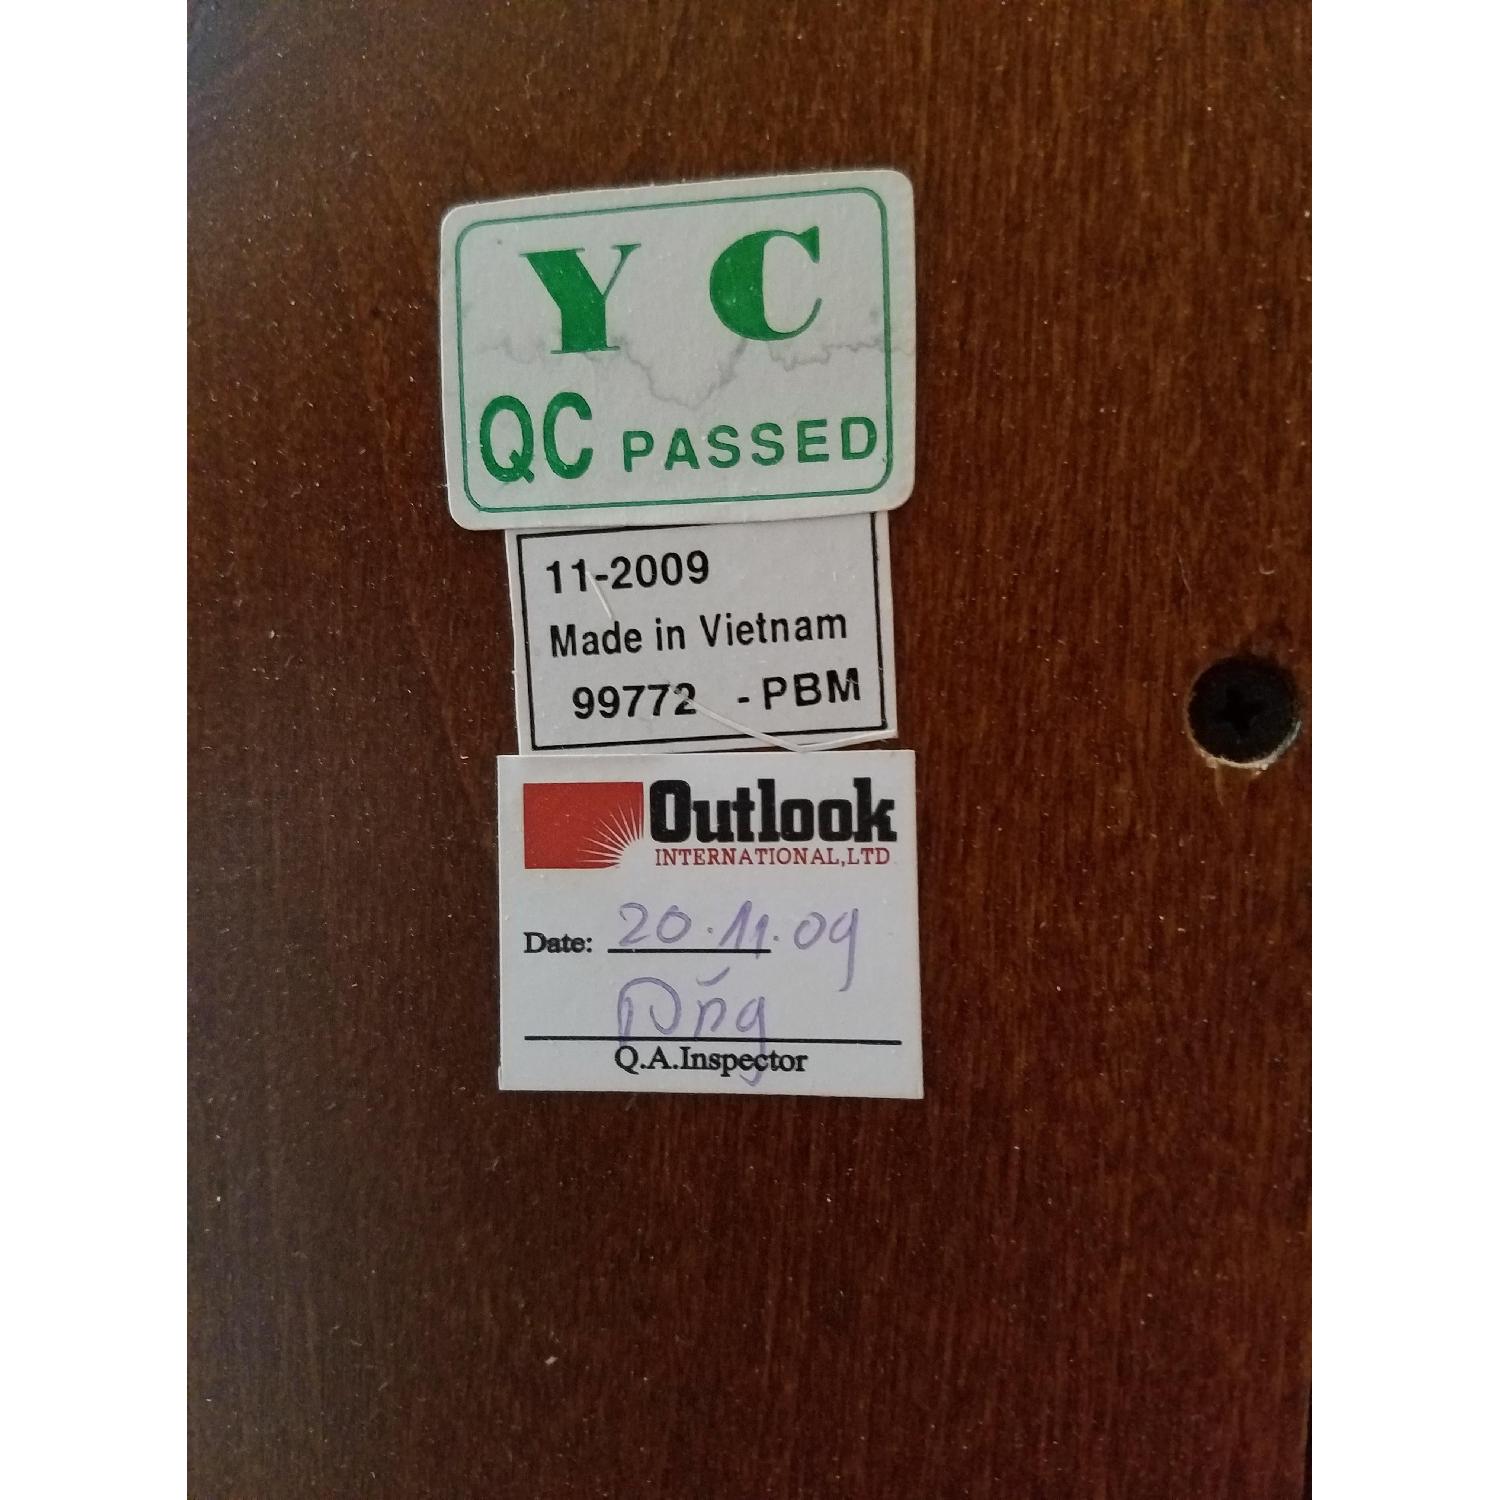 Y C
QC PASSED
11-2009
Made in Vietnam
99772 - PBM
Outlook
INTERNATIONAL,LTD
Date: 20.11.09
Q.A.Inspector